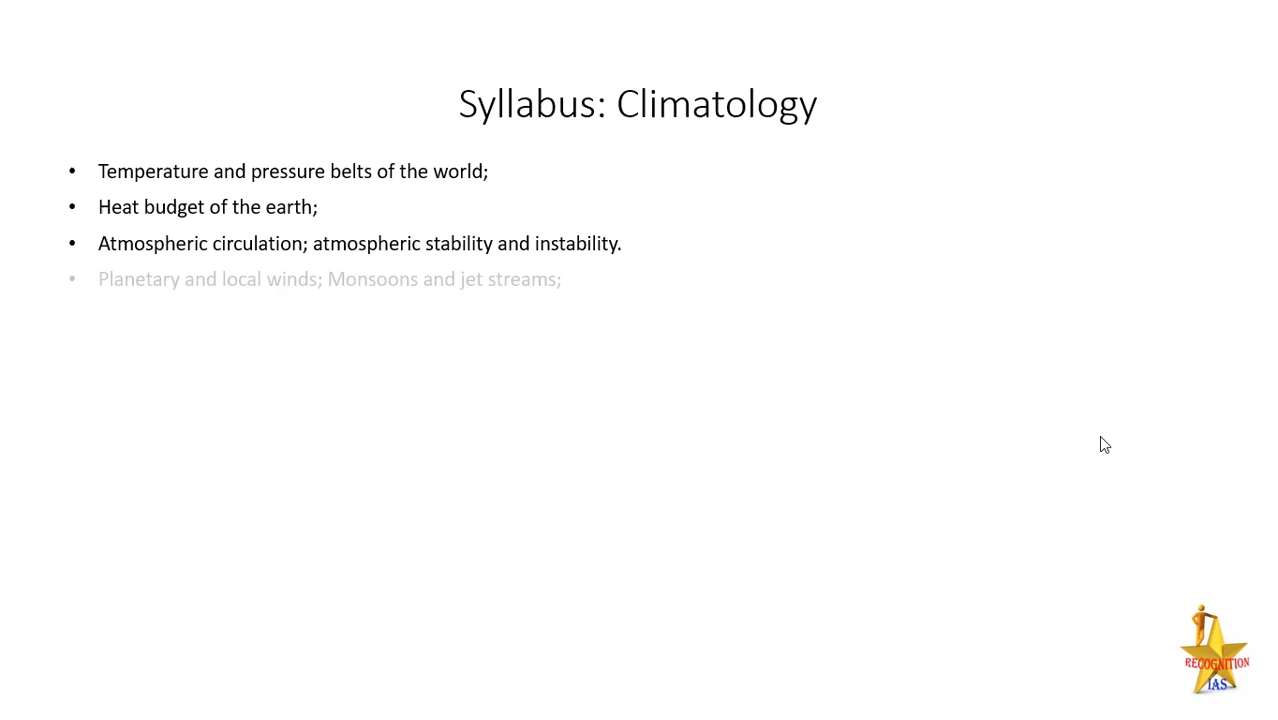 Syllabus: Climatology
• Temperature and pressure belts of the world;
• Heat budget of the earth;
• Atmospheric circulation; atmospheric stability and instability.
• Planetary and local winds; Monsoons and jet streams;
RECOGNITION
IAS